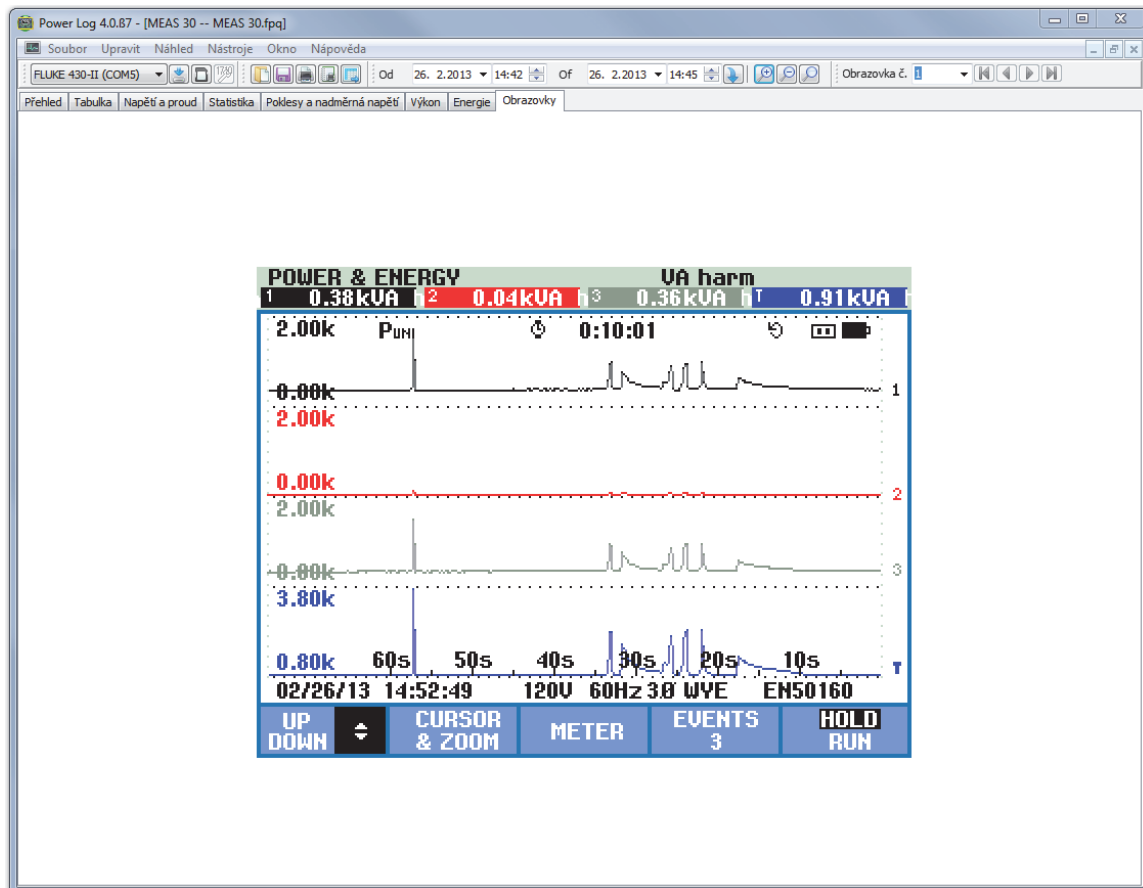 Power Log 4.0.87 - [MEAS 30 -- MEAS 30.fpq]
Soubor Upravit Náhled Nástroje Okno Nápověda
FLUKE 430-II (COM5) Od 26. 2.2013 14:42 Of 26. 2.2013 14:45 Obrazovka č. 1
Přehled Tabulka Napětí a proud Statistika Poklesy a nadměrná napětí Výkon Energie Obrazovky
POWER & ENERGY VA harm
1 0.38kVA h 2 0.04kVA h 3 0.36kVA h T 0.91kVA h
2.00k PUNI 0:10:01
0.00k 1
2.00k
0.00k 2
2.00k
0.00k 3
3.80k
0.80k 60s 50s 40s 30s 20s 10s T
02/26/13 14:52:49 120V 60Hz 3Ø WYE EN50160
UP CURSOR METER EVENTS HOLD
DOWN & ZOOM 3 RUN